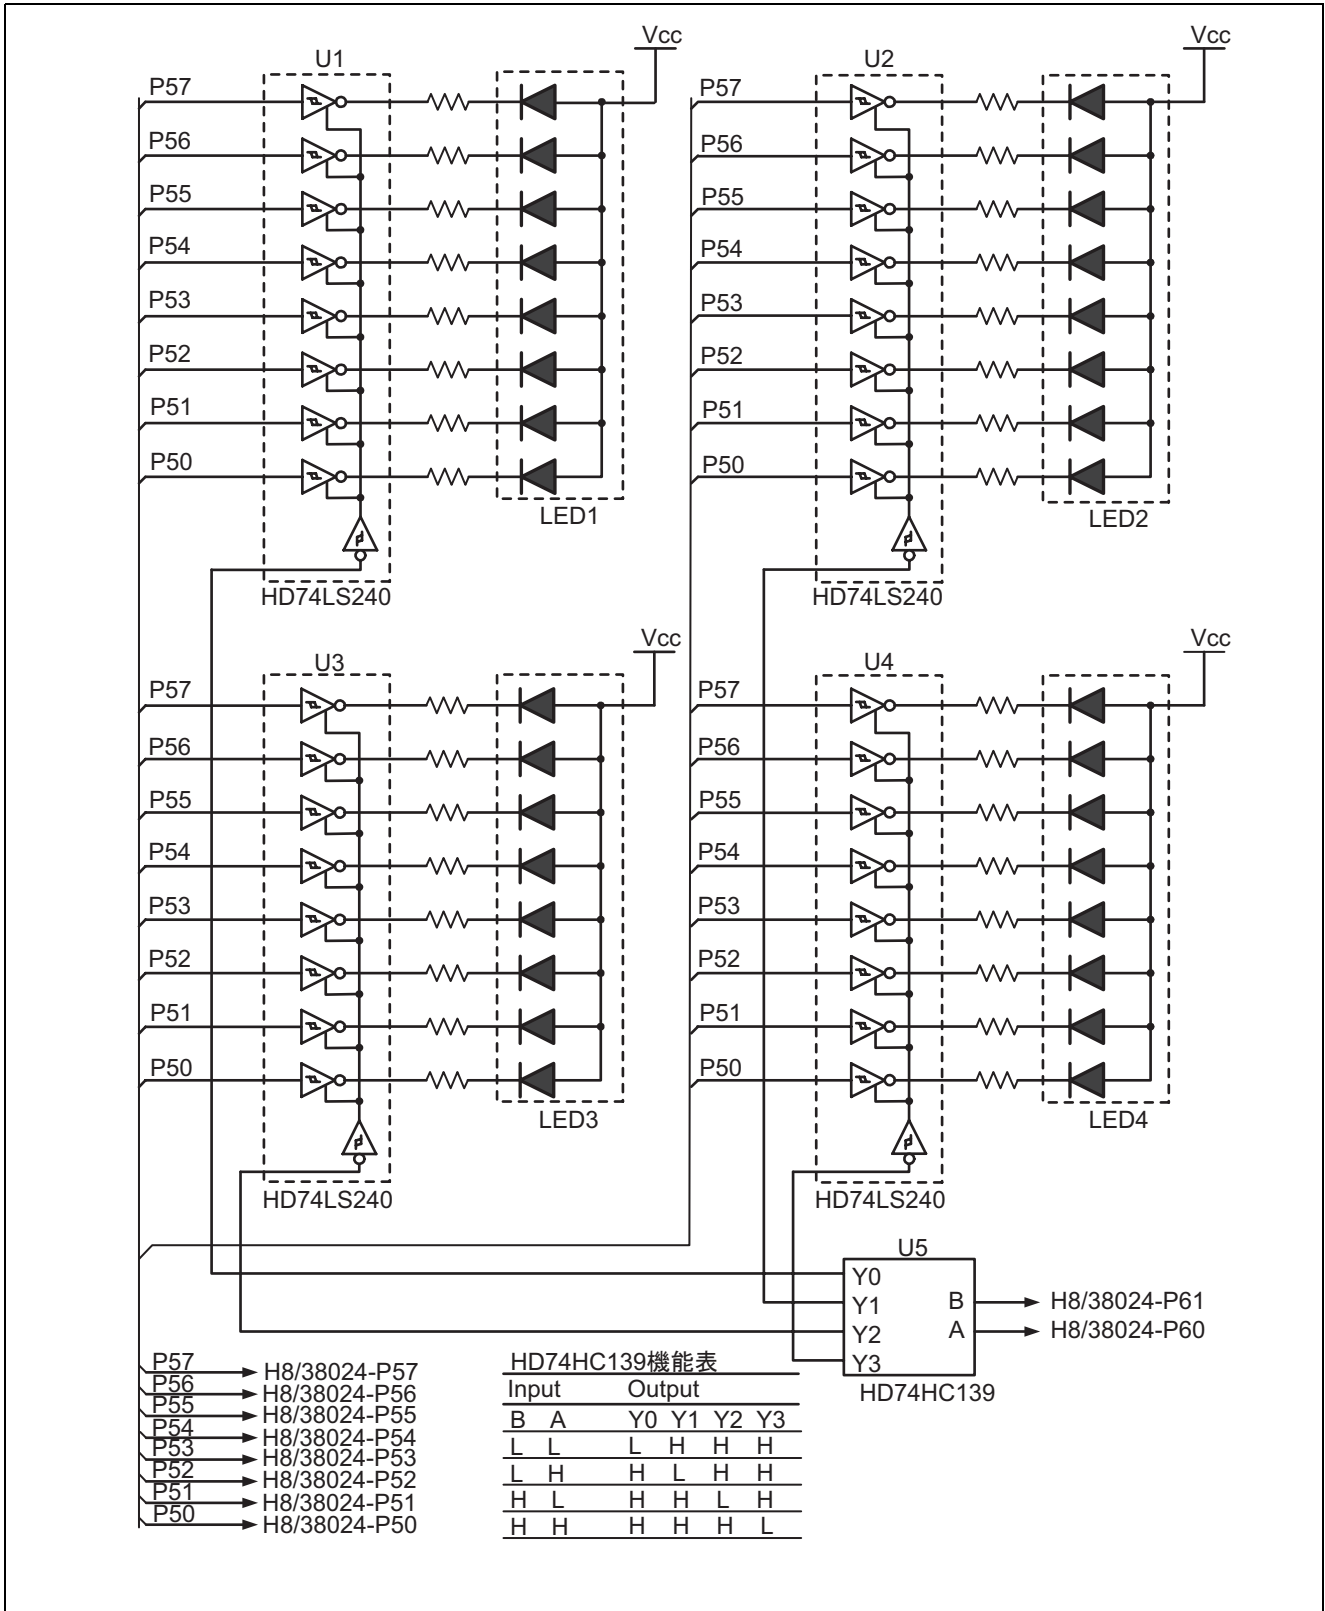 Vcc
U1
P57
P56
P55
P54
P53
P52
P51
P50
LED1
HD74LS240
Vcc
U2
P57
P56
P55
P54
P53
P52
P51
P50
LED2
HD74LS240
Vcc
U3
P57
P56
P55
P54
P53
P52
P51
P50
LED3
HD74LS240
Vcc
U4
P57
P56
P55
P54
P53
P52
P51
P50
LED4
HD74LS240
U5
Y0
Y1 B H8/38024-P61
Y2 A H8/38024-P60
Y3
HD74HC139
P57 H8/38024-P57
P56 H8/38024-P56
P55 H8/38024-P55
P54 H8/38024-P54
P53 H8/38024-P53
P52 H8/38024-P52
P51 H8/38024-P51
P50 H8/38024-P50
HD74HC139機能表
Input Output
B A Y0 Y1 Y2 Y3
L L L H H H
L H H L H H
H L H H L H
H H H H H L